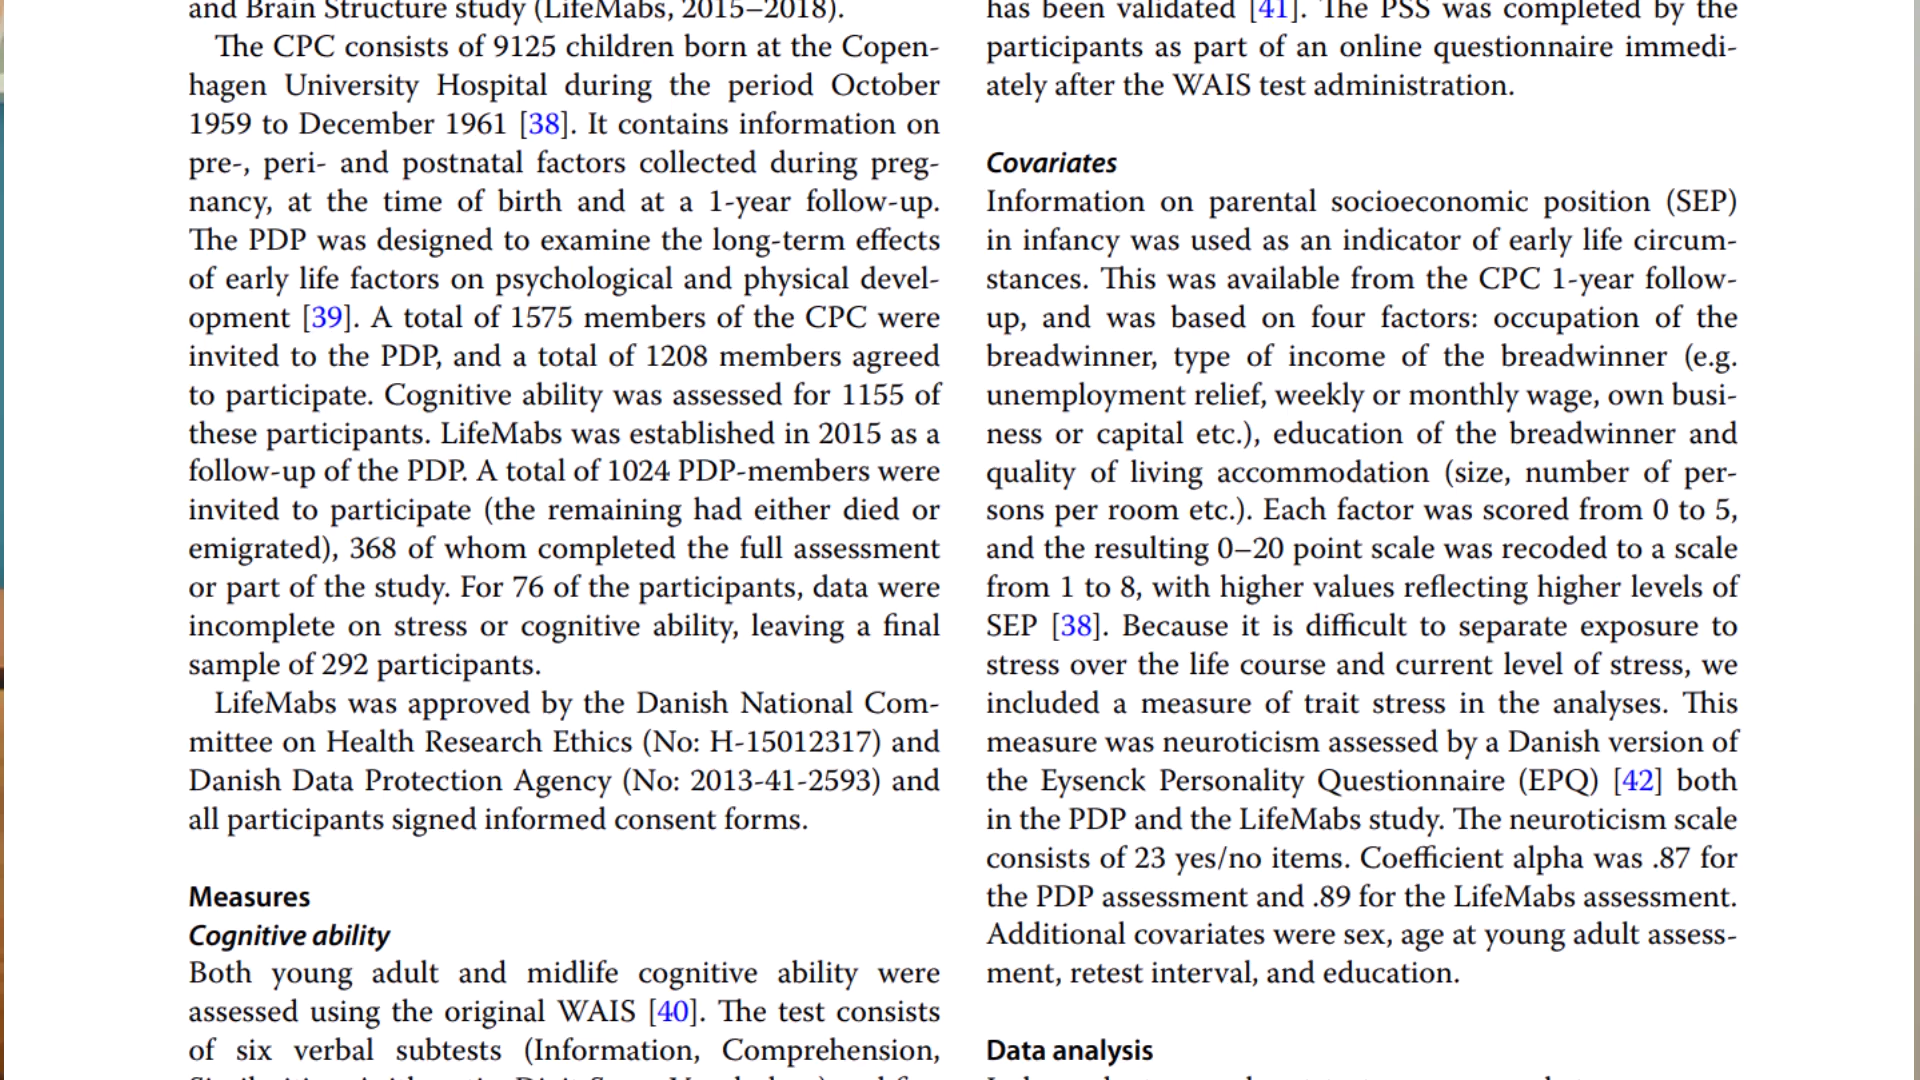 and Brain Structure study (LifeMabs, 2015–2018).
The CPC consists of 9125 children born at the Copen-
hagen University Hospital during the period October
1959 to December 1961 [38]. It contains information on
pre-, peri- and postnatal factors collected during preg-
nancy, at the time of birth and at a 1-year follow-up.
The PDP was designed to examine the long-term effects
of early life factors on psychological and physical devel-
opment [39]. A total of 1575 members of the CPC were
invited to the PDP, and a total of 1208 members agreed
to participate. Cognitive ability was assessed for 1155 of
these participants. LifeMabs was established in 2015 as a
follow-up of the PDP. A total of 1024 PDP-members were
invited to participate (the remaining had either died or
emigrated), 368 of whom completed the full assessment
or part of the study. For 76 of the participants, data were
incomplete on stress or cognitive ability, leaving a final
sample of 292 participants.
LifeMabs was approved by the Danish National Com-
mittee on Health Research Ethics (No: H-15012317) and
Danish Data Protection Agency (No: 2013-41-2593) and
all participants signed informed consent forms.
Measures
Cognitive ability
Both young adult and midlife cognitive ability were
assessed using the original WAIS [40]. The test consists
of six verbal subtests (Information, Comprehension,
has been validated [41]. The PSS was completed by the
participants as part of an online questionnaire immedi-
ately after the WAIS test administration.
Covariates
Information on parental socioeconomic position (SEP)
in infancy was used as an indicator of early life circum-
stances. This was available from the CPC 1-year follow-
up, and was based on four factors: occupation of the
breadwinner, type of income of the breadwinner (e.g.
unemployment relief, weekly or monthly wage, own busi-
ness or capital etc.), education of the breadwinner and
quality of living accommodation (size, number of per-
sons per room etc.). Each factor was scored from 0 to 5,
and the resulting 0–20 point scale was recoded to a scale
from 1 to 8, with higher values reflecting higher levels of
SEP [38]. Because it is difficult to separate exposure to
stress over the life course and current level of stress, we
included a measure of trait stress in the analyses. This
measure was neuroticism assessed by a Danish version of
the Eysenck Personality Questionnaire (EPQ) [42] both
in the PDP and the LifeMabs study. The neuroticism scale
consists of 23 yes/no items. Coefficient alpha was .87 for
the PDP assessment and .89 for the LifeMabs assessment.
Additional covariates were sex, age at young adult assess-
ment, retest interval, and education.
Data analysis